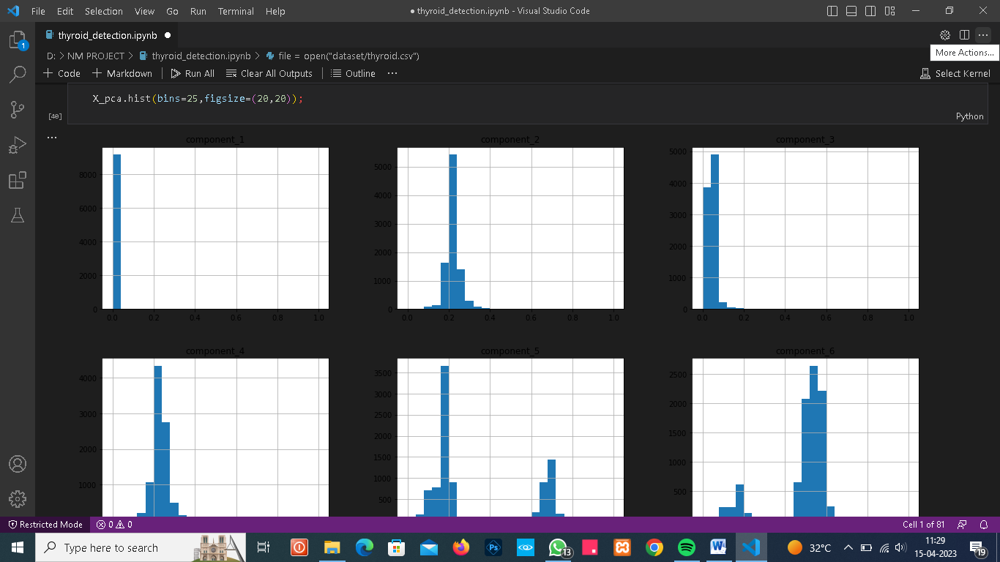 File Edit Selection View Go Run Terminal Help
● thyroid_detection.ipynb - Visual Studio Code
thyroid_detection.ipynb ●
More Actions...
D: > NM PROJECT > thyroid_detection.ipynb > file = open("dataset/thyroid.csv")
+ Code + Markdown | Run All Clear All Outputs | Outline ...
Select Kernel
1
X_pca.hist(bins=25,figsize=(20,20));
[40]
Python
...
component_1
8000
6000
4000
2000
0
0.0 0.2 0.4 0.6 0.8 1.0
component_2
5000
4000
3000
2000
1000
0
0.0 0.2 0.4 0.6 0.8 1.0
component_3
5000
4000
3000
2000
1000
0
0.0 0.2 0.4 0.6 0.8 1.0
component_4
4000
3000
2000
1000
component_5
3500
3000
2500
2000
1500
1000
500
component_6
2500
2000
1500
1000
500
Restricted Mode 0 0
Cell 1 of 81
Type here to search
Ps
13
W
32°C
11:29
15-04-2023
19